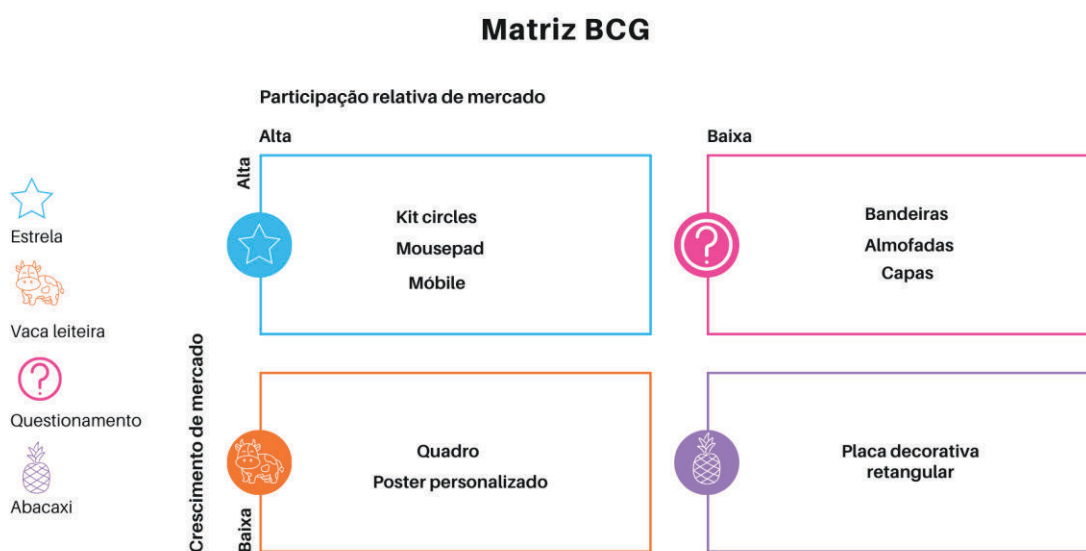 Matriz BCG
Participação relativa de mercado
Alta
Baixa
Alta
Estrela
Vaca leiteira
Questionamento
Abacaxi
Crescimento de mercado
Baixa
Kit circles
Mousepad
Móbile
Bandeiras
Almofadas
Capas
Quadro
Poster personalizado
Placa decorativa
retangular